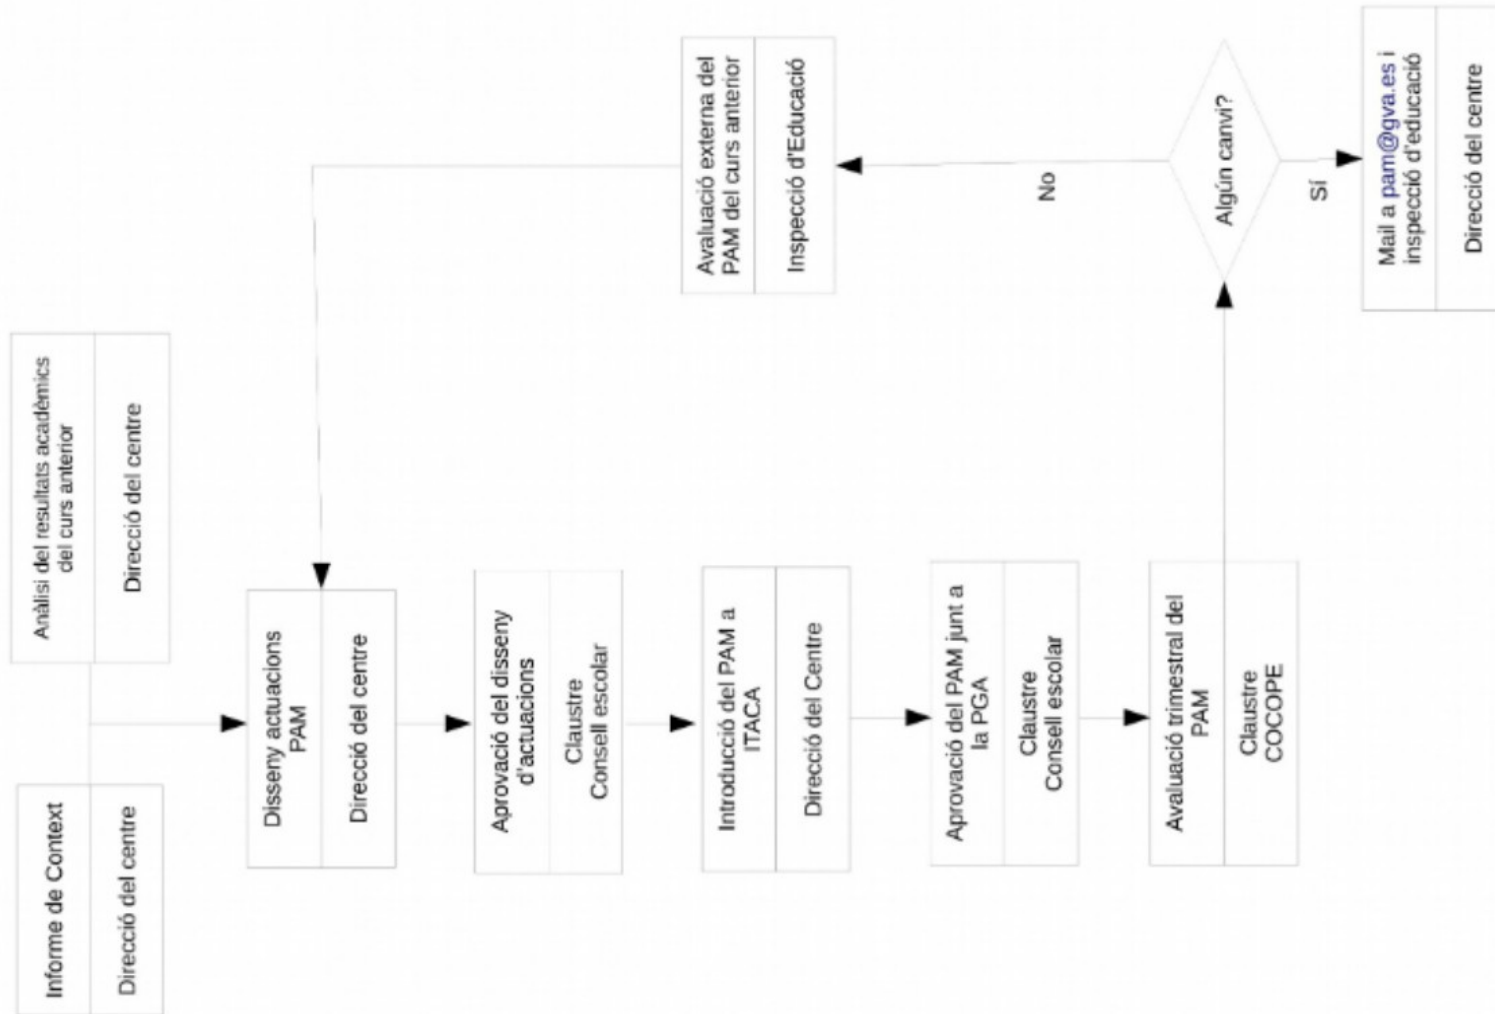 Informe de Context
Direcció del centre
Anàlisi del resultats acadèmics
del curs anterior
Direcció del centre
Disseny actuacions
PAM
Direcció del centre
Aprovació del disseny
d'actuacions
Claustre
Consell escolar
Introducció del PAM a
ITACA
Direcció del Centre
Aprovació del PAM junt a
la PGA
Claustre
Consell escolar
Avaluació trimestral del
PAM
Claustre
COCOPE
Algún canvi?
No
Sí
Avaluació externa del
PAM del curs anterior
Inspecció d'Educació
Mail a pam@gva.es i
inspecció d'educació
Direcció del centre